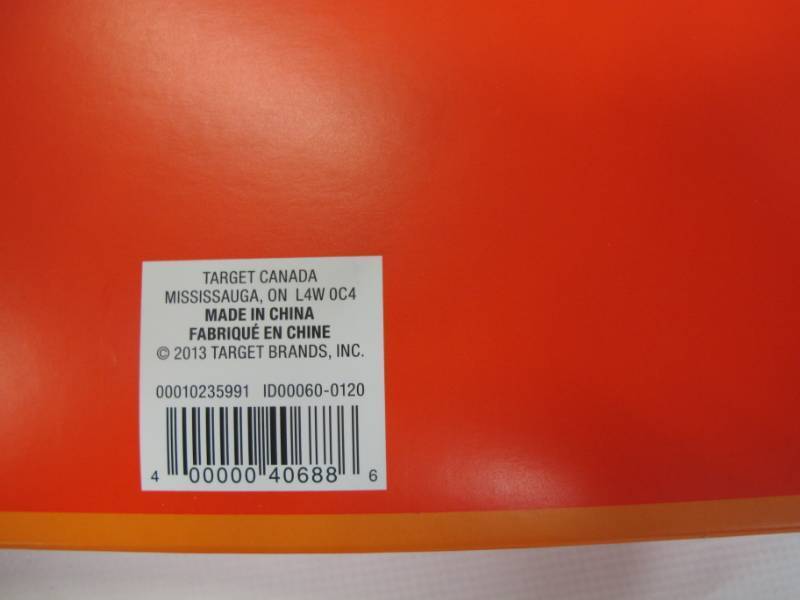 TARGET CANADA
MISSISSAUGA, ON L4W 0C4
MADE IN CHINA
FABRIQUÉ EN CHINE
© 2013 TARGET BRANDS, INC.
00010235991 ID00060-0120
4 00000 40688 6